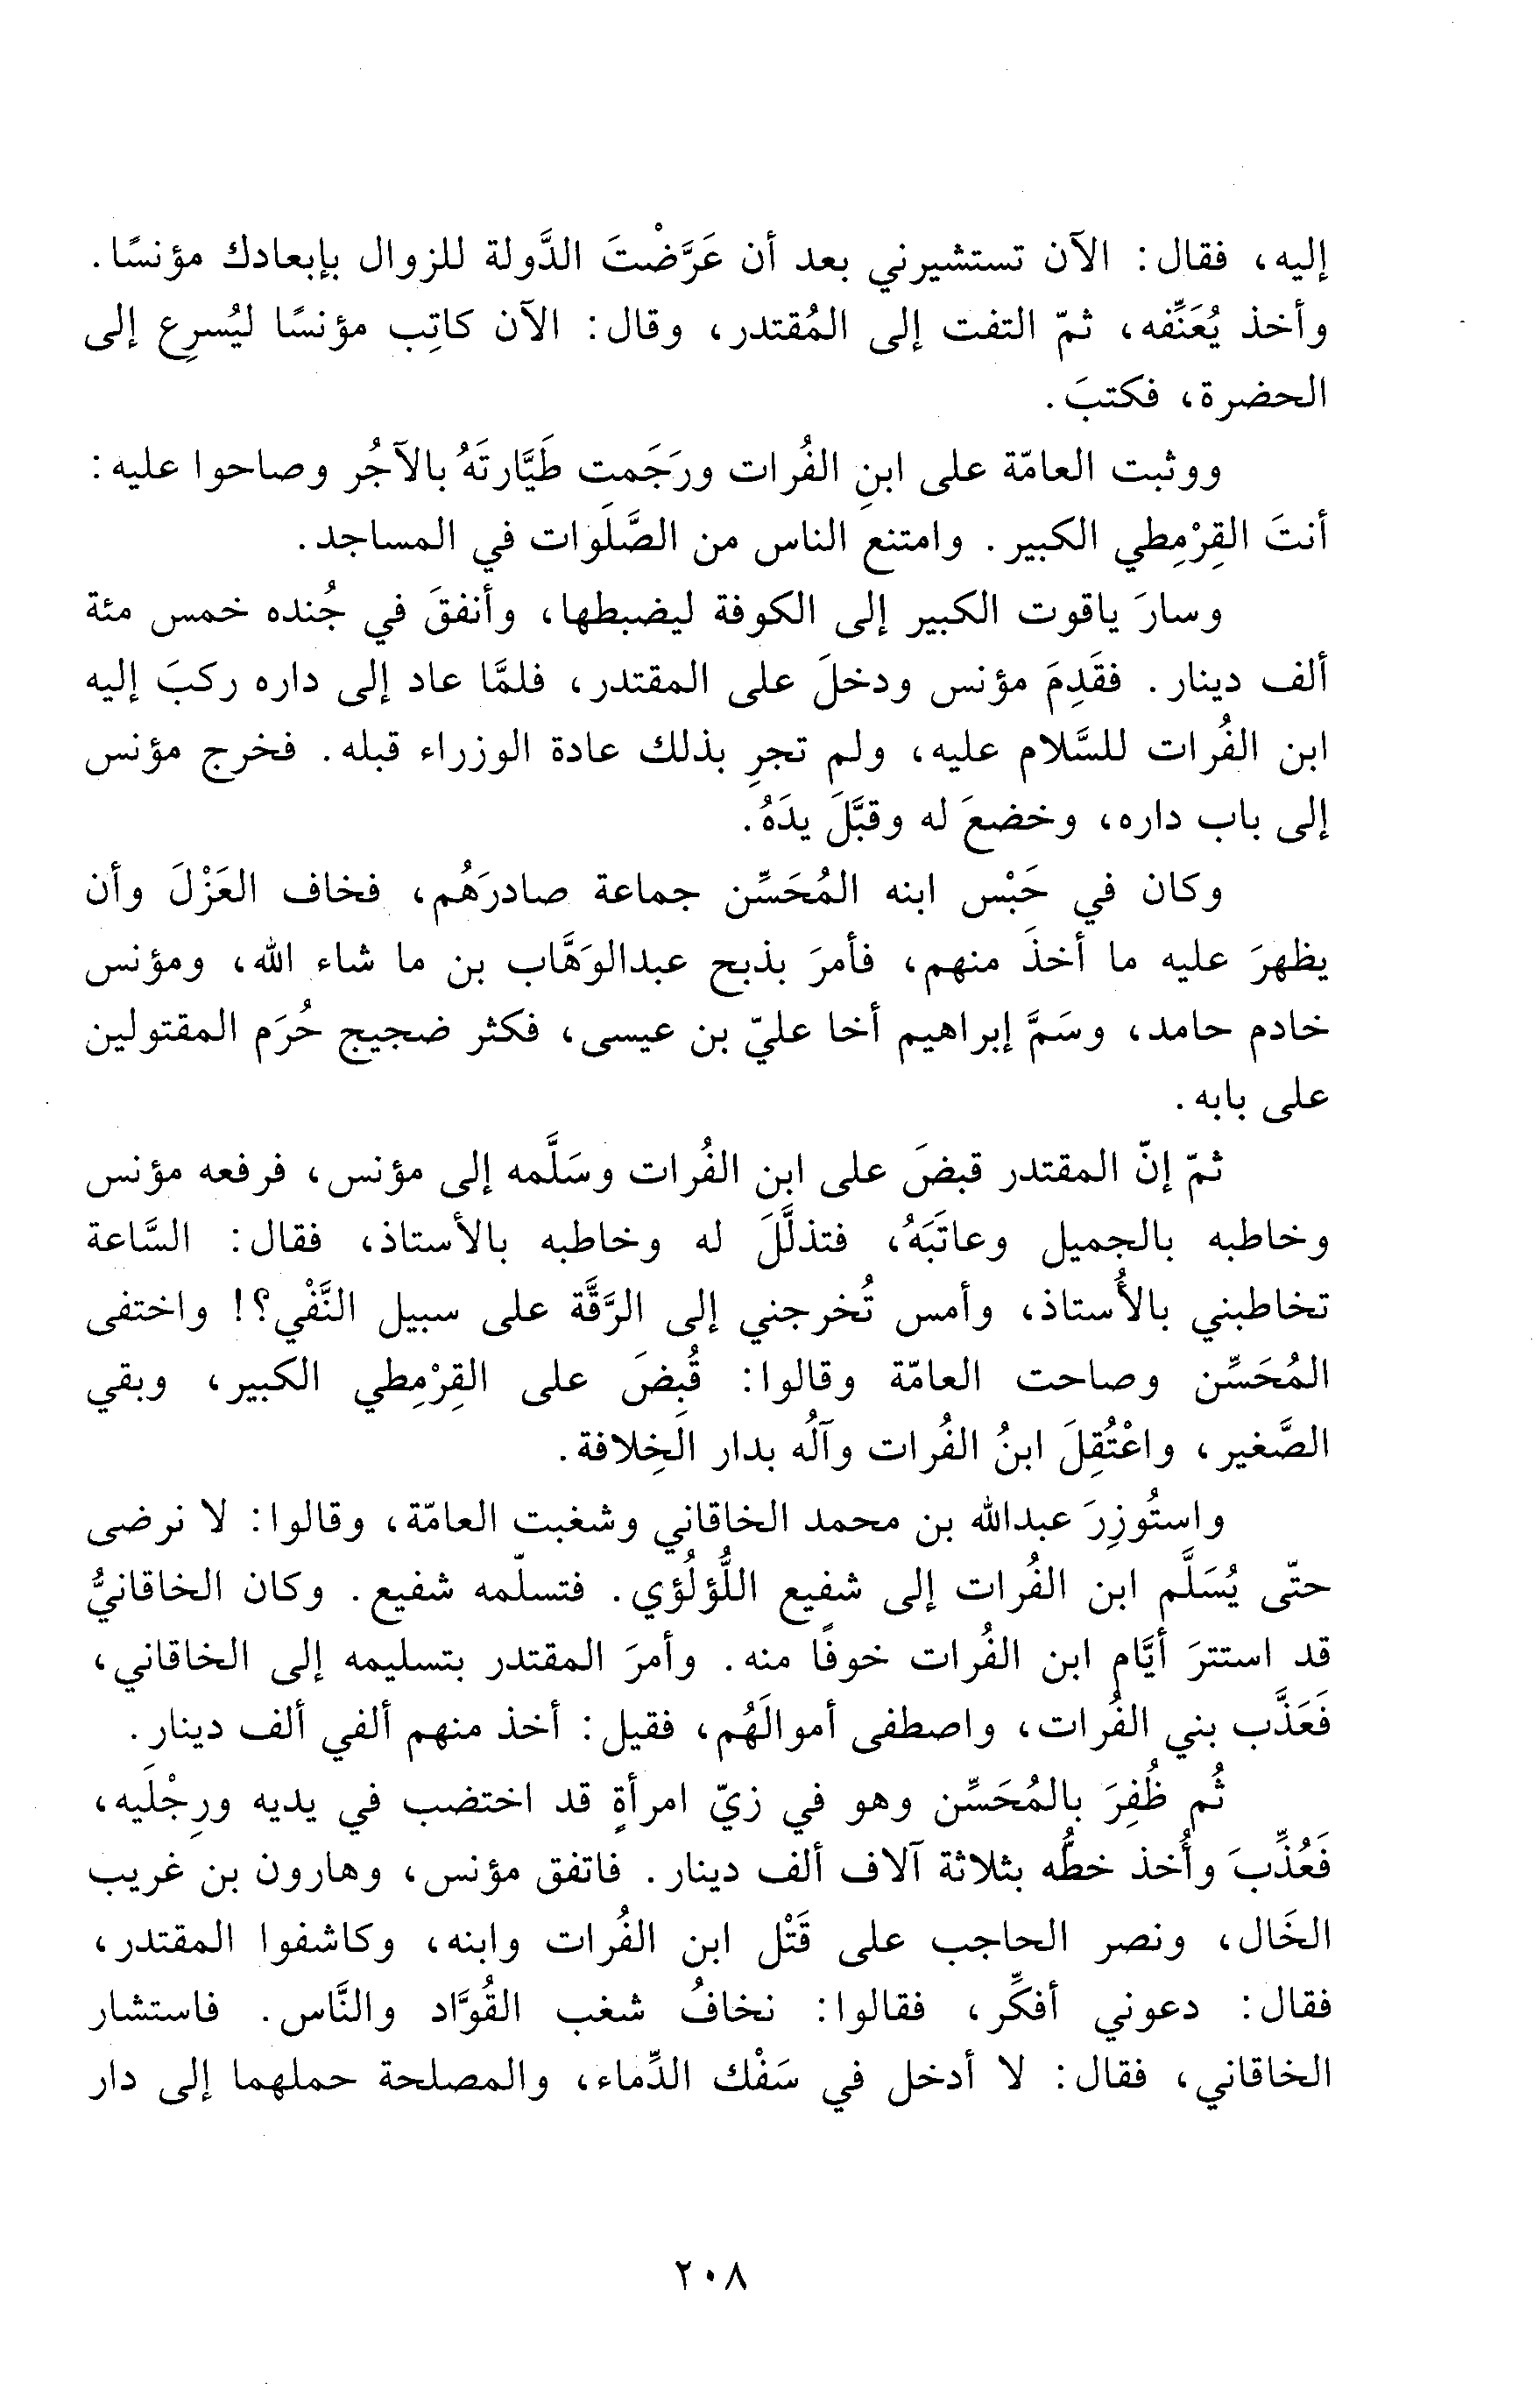 إليه، فقال: الآن تستشيرني بعد أن عَرَّضْتَ الدَّولة للزوال بإبعادك مؤنسًا.
وأخذ يُعَنِّفه، ثمّ التفت إلى المُقتدر، وقال: الآن كاتِب مؤنسًا ليُسرِع إلى
الحضرة، فكتبَ.
ووثبت العامّة على ابنِ الفُرات ورَجَمت طَيَّارتَهُ بالآجُر وصاحوا عليه:
أنتَ القِرْمِطي الكبير. وامتنع الناس من الصَّلَوات في المساجد.
وسارَ ياقوت الكبير إلى الكوفة ليضبطها، وأنفقَ في جُنده خمس مئة
ألف دينار. فقَدِمَ مؤنس ودخلَ على المقتدر، فلمَّا عاد إلى داره ركبَ إليه
ابن الفُرات للسَّلام عليه، ولم تجرِ بذلك عادة الوزراء قبله. فخرج مؤنس
إلى باب داره، وخضعَ له وقبَّلَ يدَهُ.
وكان في حَبْس ابنه المُحَسِّن جماعة صادرَهُم، فخاف العَزْلَ وأن
يظهرَ عليه ما أخذَ منهم، فأمرَ بذبح عبدالوَهَّاب بن ما شاء الله، ومؤنس
خادم حامد، وسَمَّ إبراهيم أخا عليّ بن عيسى، فكثر ضجيج حُرَم المقتولين
على بابه.
ثمّ إنّ المقتدر قبضَ على ابن الفُرات وسَلَّمه إلى مؤنس، فرفعه مؤنس
وخاطبه بالجميل وعاتَبَهُ، فتذلَّلَ له وخاطبه بالأستاذ، فقال: السَّاعة
تخاطبني بالأُستاذ، وأمس تُخرجني إلى الرَّقَّة على سبيل النَّفْي؟! واختفى
المُحَسِّن وصاحت العامّة وقالوا: قُبِضَ على القِرْمِطي الكبير، وبقي
الصَّغير، واعْتُقِلَ ابنُ الفُرات وآلُه بدار الخِلافة.
واستُوزِرَ عبدالله بن محمد الخاقاني وشغبت العامّة، وقالوا: لا نرضى
حتّى يُسَلَّم ابن الفُرات إلى شفيع اللُّؤلُؤي. فتسلّمه شفيع. وكان الخاقانيُّ
قد استترَ أيَّام ابن الفُرات خوفًا منه. وأمرَ المقتدر بتسليمه إلى الخاقاني،
فَعَذَّب بني الفُرات، واصطفى أموالَهُم، فقيل: أخذ منهم ألفي ألف دينار.
ثُم ظُفِرَ بالمُحَسِّن وهو في زيّ امرأةٍ قد اختضب في يديه ورِجْلَيه،
فَعُذِّبَ وأُخذ خطُّه بثلاثة آلاف ألف دينار. فاتفق مؤنس، وهارون بن غريب
الخَال، ونصر الحاجب على قَتْل ابن الفُرات وابنه، وكاشفوا المقتدر،
فقال: دعوني أفكِّر، فقالوا: نخافُ شغب القُوَّاد والنَّاس. فاستشار
الخاقاني، فقال: لا أدخل في سَفْك الدِّماء، والمصلحة حملهما إلى دار
٢٠٨